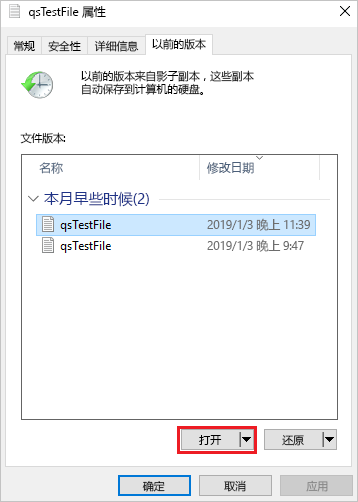 qsTestFile 属性
常规 安全性 详细信息 以前的版本
以前的版本来自影子副本，这些副本
自动保存到计算机的硬盘。
文件版本:
名称 修改日期
本月早些时候(2)
qsTestFile 2019/1/3 晚上 11:39
qsTestFile 2019/1/3 晚上 9:47
打开 还原
确定 取消 应用